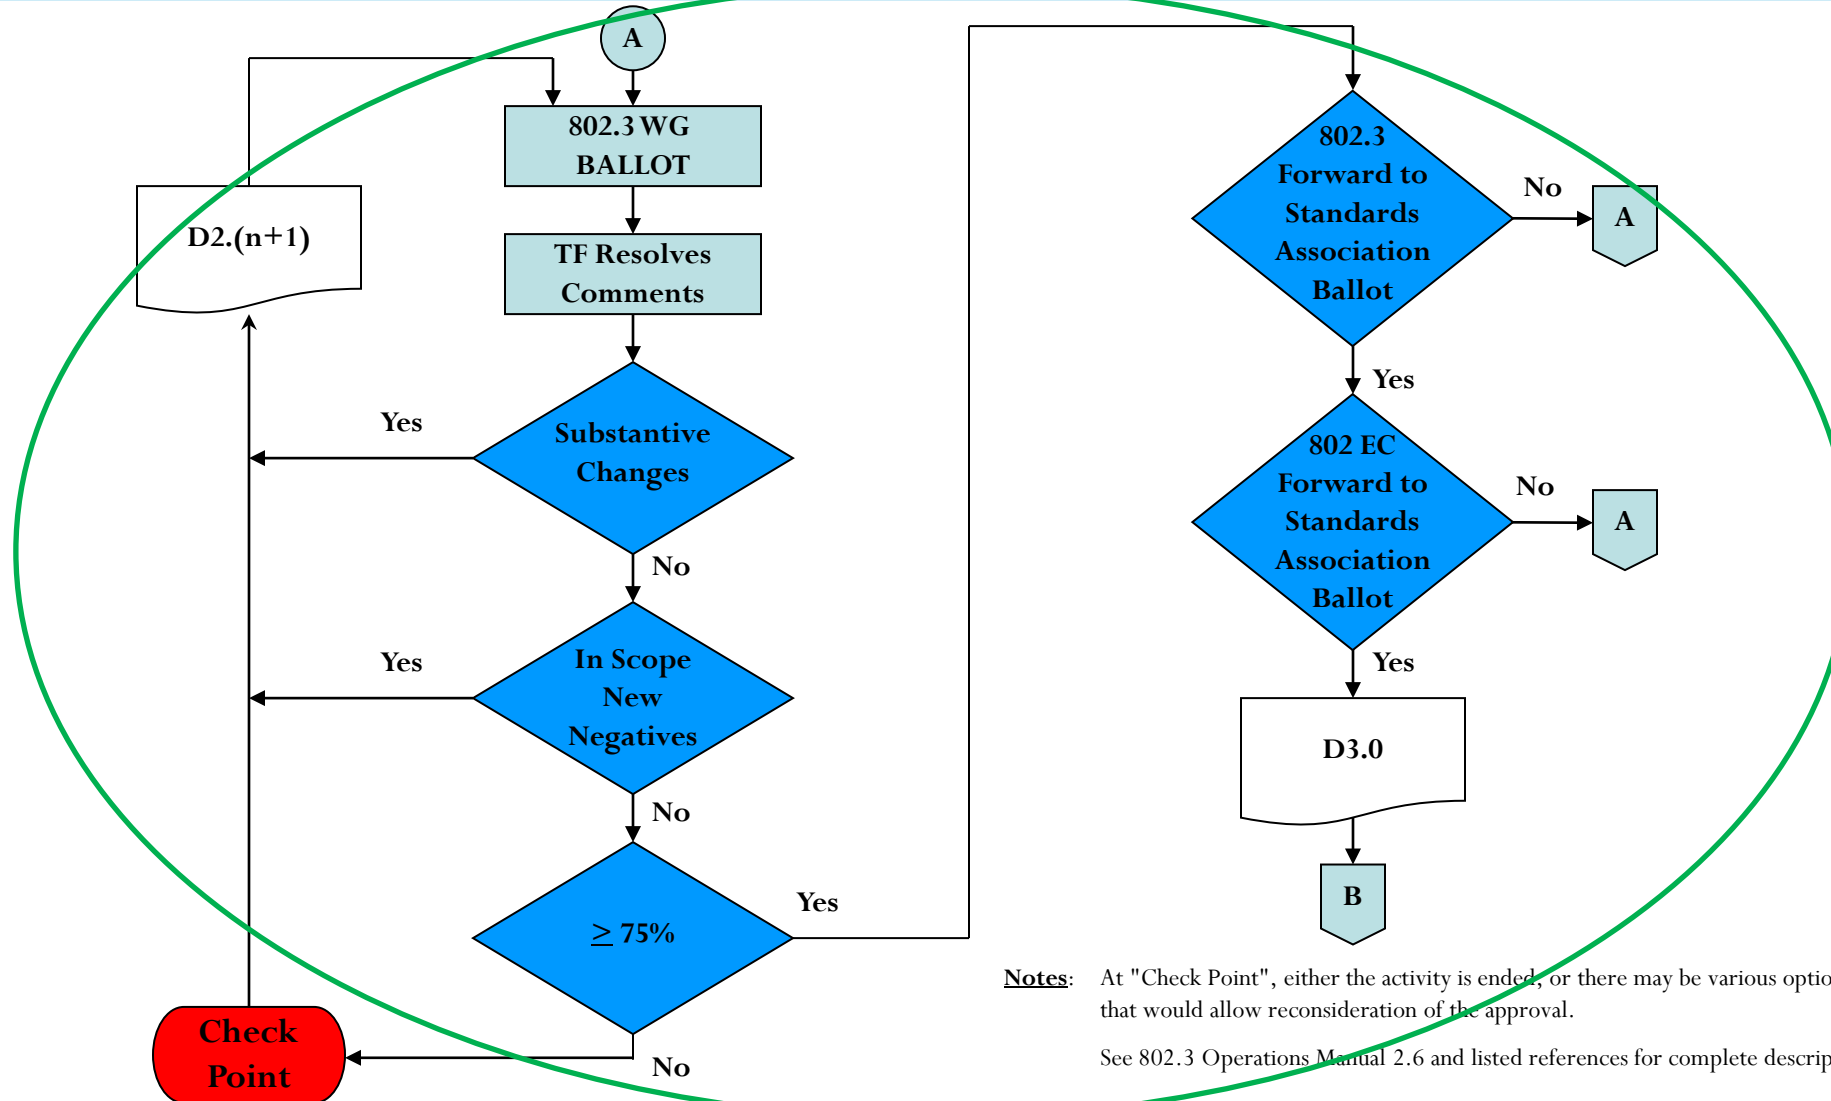 A
802.3 WG
BALLOT
D2.(n+1)
TF Resolves
Comments
Yes
Substantive
Changes
No
Yes
In Scope
New
Negatives
No
≥ 75%
Yes
No
Check
Point
802.3
Forward to
Standards
Association
Ballot
No
A
Yes
802 EC
Forward to
Standards
Association
Ballot
No
A
Yes
D3.0
B
Notes: At "Check Point", either the activity is ended, or there may be various optio
that would allow reconsideration of the approval.
See 802.3 Operations Manual 2.6 and listed references for complete descrip